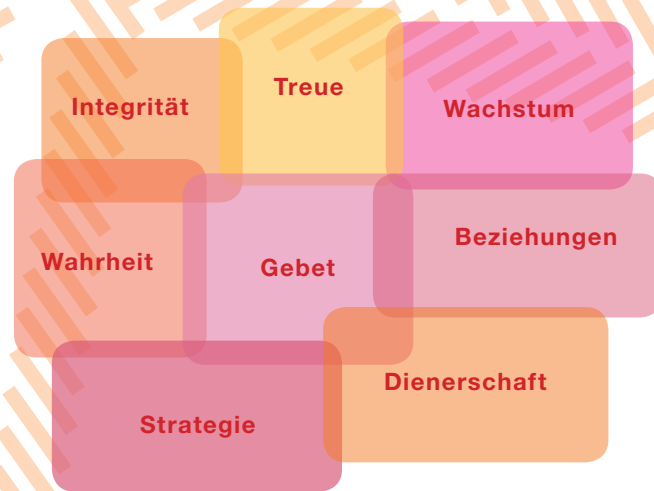 Integrität
Treue
Wachstum
Wahrheit
Gebet
Beziehungen
Strategie
Dienerschaft